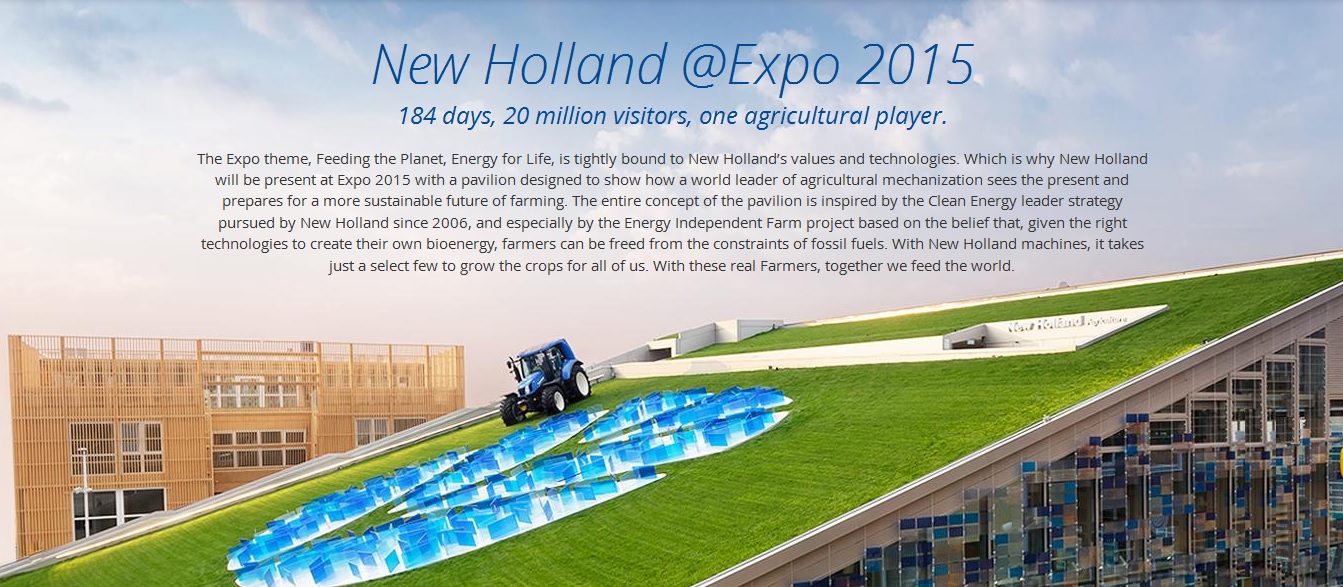 New Holland @Expo 2015
184 days, 20 million visitors, one agricultural player.
The Expo theme, Feeding the Planet, Energy for Life, is tightly bound to New Holland’s values and technologies. Which is why New Holland
will be present at Expo 2015 with a pavilion designed to show how a world leader of agricultural mechanization sees the present and
prepares for a more sustainable future of farming. The entire concept of the pavilion is inspired by the Clean Energy leader strategy
pursued by New Holland since 2006, and especially by the Energy Independent Farm project based on the belief that, given the right
technologies to create their own bioenergy, farmers can be freed from the constraints of fossil fuels. With New Holland machines, it takes
just a select few to grow the crops for all of us. With these real Farmers, together we feed the world.
New Holland Agriculture